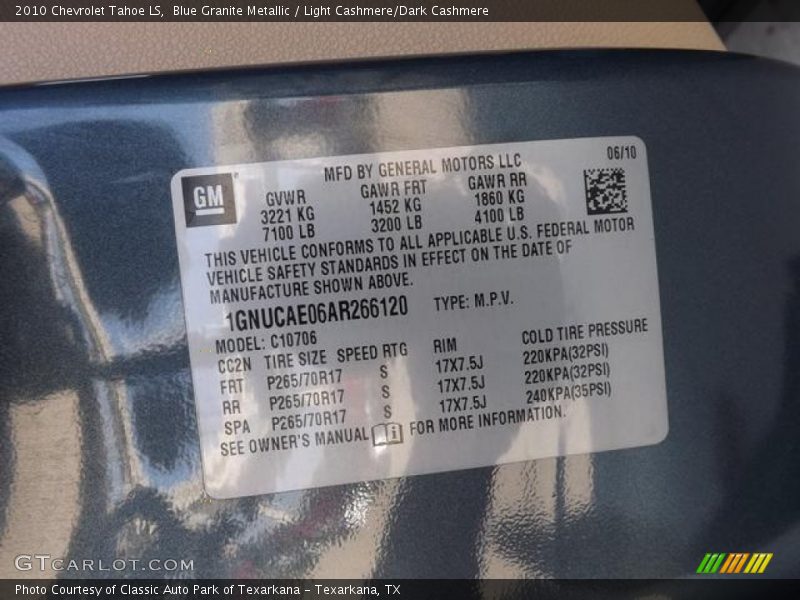 2010 Chevrolet Tahoe LS,  Blue Granite Metallic / Light Cashmere/Dark Cashmere
MFD BY GENERAL MOTORS LLC 06/10
GM
GVWR GAWR FRT GAWR RR
3221 KG 1452 KG 1860 KG
7100 LB 3200 LB 4100 LB
THIS VEHICLE CONFORMS TO ALL APPLICABLE U.S. FEDERAL MOTOR
VEHICLE SAFETY STANDARDS IN EFFECT ON THE DATE OF
MANUFACTURE SHOWN ABOVE.
1GNUCAE06AR266120 TYPE: M.P.V.
MODEL: C10706
CC2N TIRE SIZE SPEED RTG RIM COLD TIRE PRESSURE
FRT P265/70R17 S 17X7.5J 220KPA(32PSI)
RR P265/70R17 S 17X7.5J 220KPA(32PSI)
SPA P265/70R17 S 17X7.5J 240KPA(35PSI)
SEE OWNER'S MANUAL FOR MORE INFORMATION.
GTCARLOT.COM
Photo Courtesy of Classic Auto Park of Texarkana – Texarkana, TX